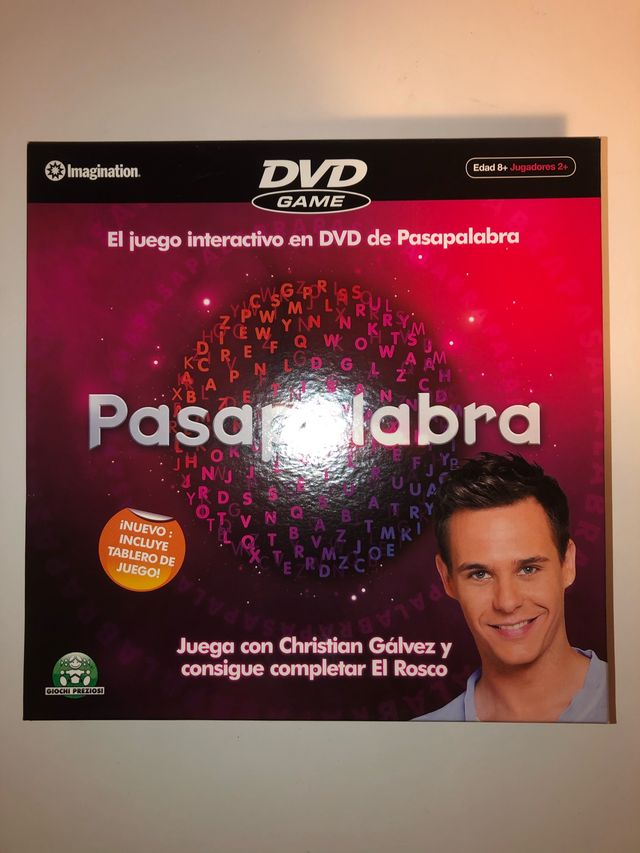 Imagination
DVD
GAME
Edad 8+ Jugadores 2+
El juego interactivo en DVD de Pasapalabra
Pasapalabra
¡NUEVO:
INCLUYE
TABLERO DE
JUEGO!
Juega con Christian Gálvez y
consigue completar El Rosco
GIOCHI PREZIOSI